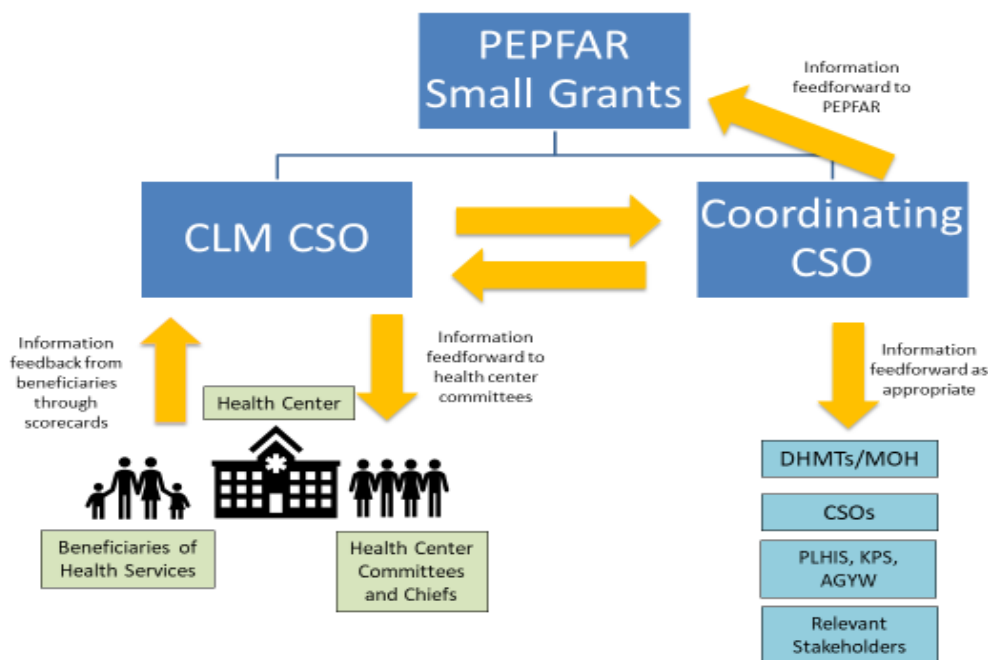 PEPFAR
Small Grants
Information
feedforward to
PEPFAR
CLM CSO
Coordinating
CSO
Information
feedback from
beneficiaries
through
scorecards
Information
feedforward to
health center
committees
Information
feedforward as
appropriate
Health Center
Beneficiaries of
Health Services
Health Center
Committees
and Chiefs
DHMTs/MOH
CSOs
PLHIS, KPS,
AGYW
Relevant
Stakeholders